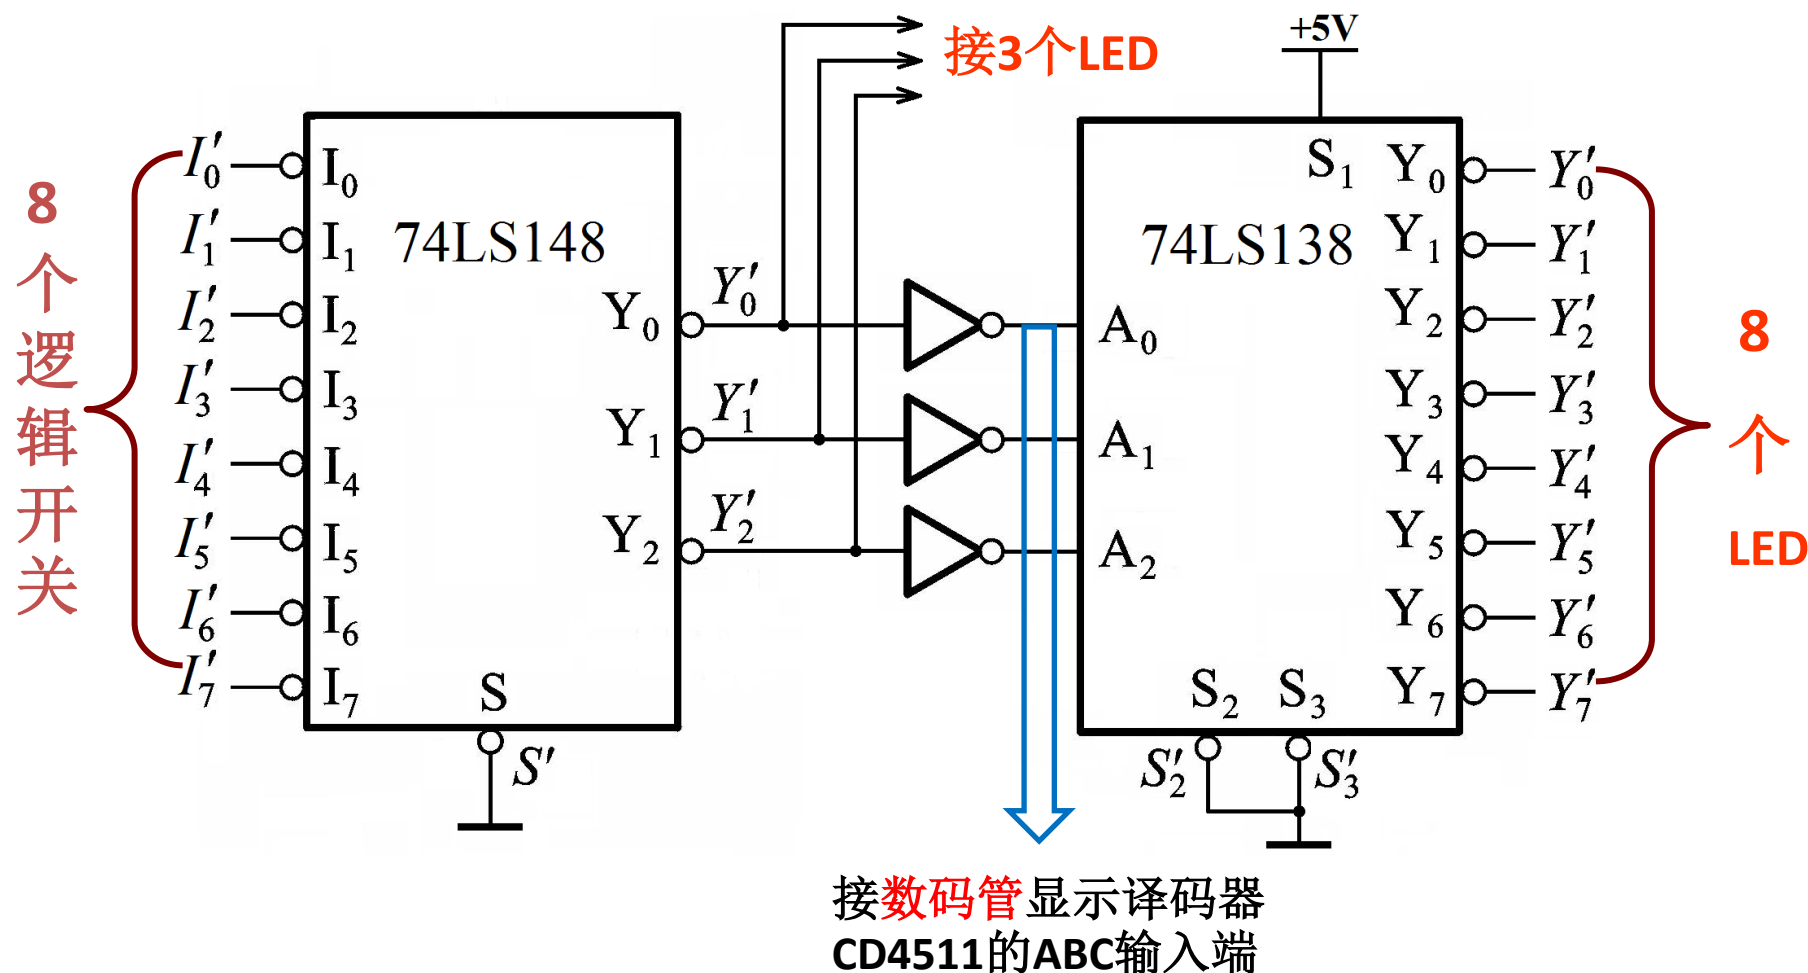 接3个LED
+5V
8个逻辑开关
I′0
I′1
I′2
I′3
I′4
I′5
I′6
I′7
I0
I1
I2
I3
I4
I5
I6
I7
74LS148
Y0
Y1
Y2
S
S′
Y′0
Y′1
Y′2
74LS138
S1
A0
A1
A2
S2
S3
S′2
S′3
Y0
Y1
Y2
Y3
Y4
Y5
Y6
Y7
Y′0
Y′1
Y′2
Y′3
Y′4
Y′5
Y′6
Y′7
8
个
LED
接数码管显示译码器
CD4511的ABC输入端